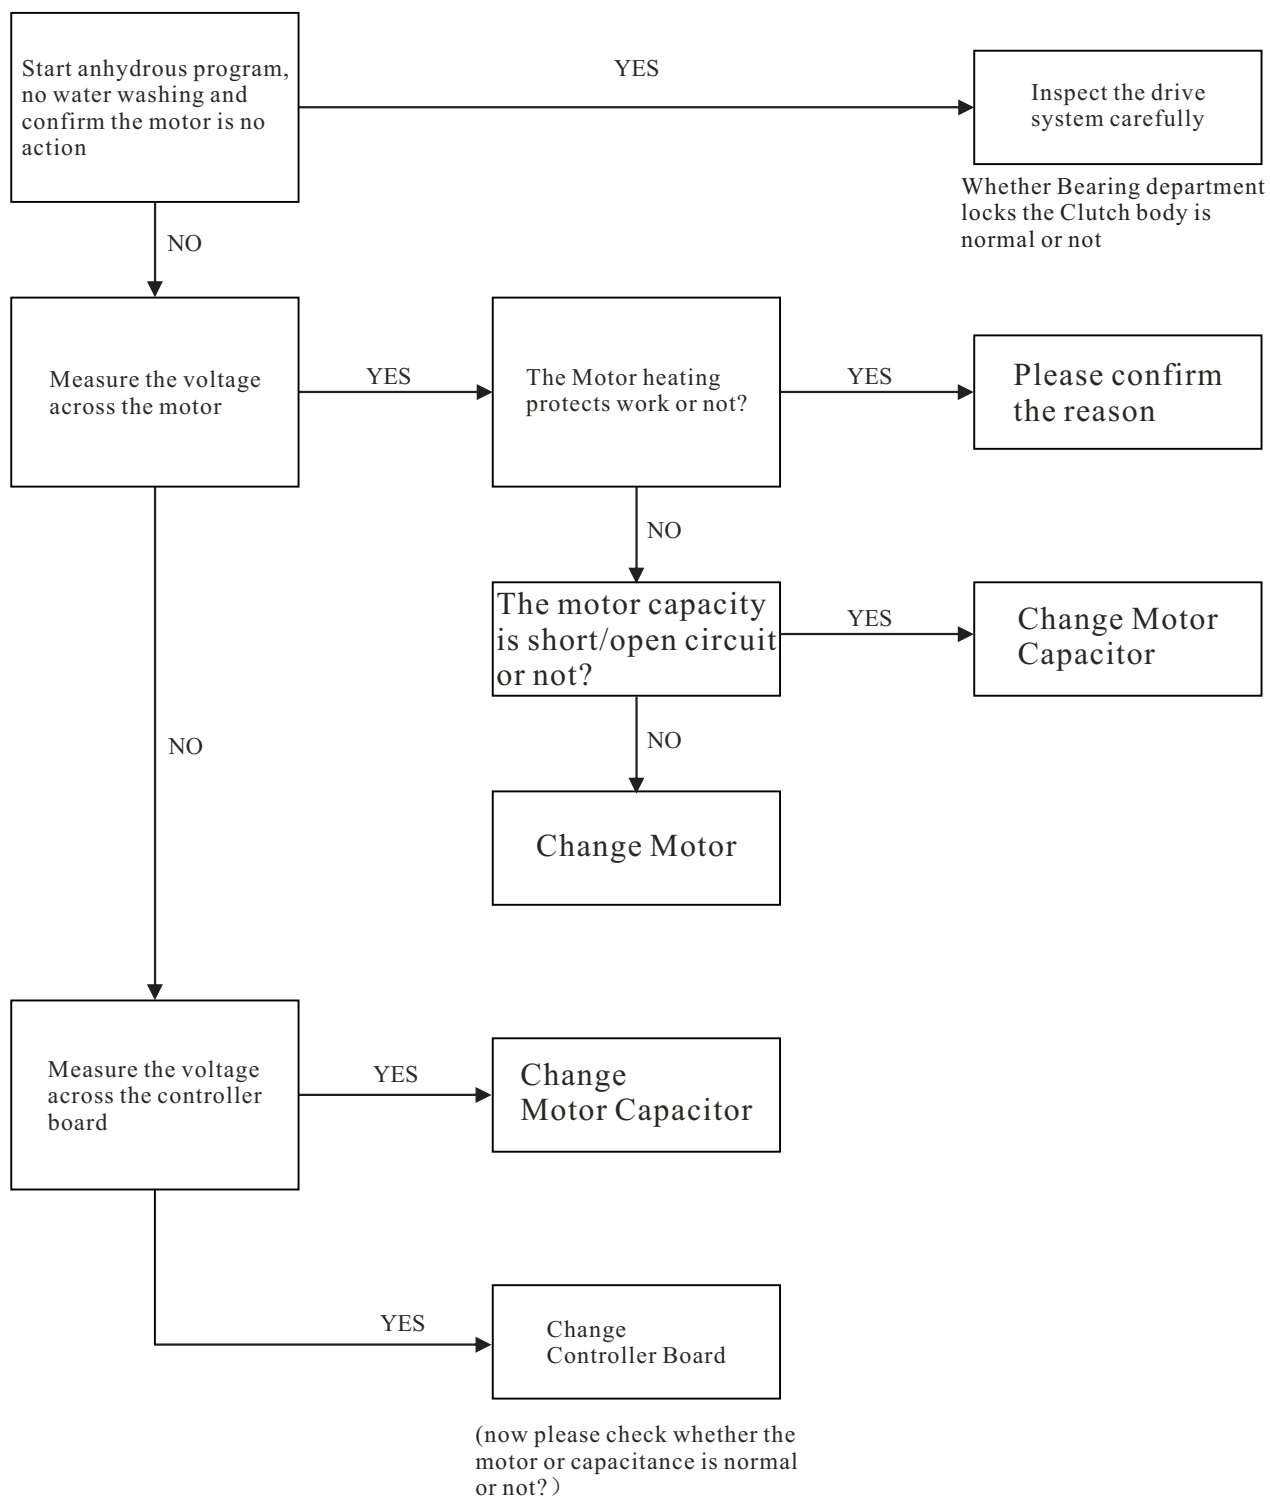 Start anhydrous program,
no water washing and
confirm the motor is no
action
YES
Inspect the drive
system carefully
Whether Bearing department
locks the Clutch body is
normal or not
NO
Measure the voltage
across the motor
YES
The Motor heating
protects work or not?
YES
Please confirm
the reason
NO
The motor capacity
is short/open circuit
or not?
YES
Change Motor
Capacitor
NO
NO
Change Motor
Measure the voltage
across the controller
board
YES
Change
Motor Capacitor
YES
Change
Controller Board
(now please check whether the
motor or capacitance is normal
or not?）